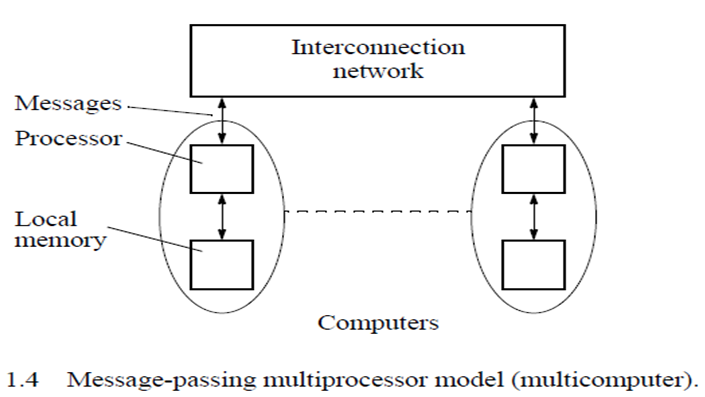 Interconnection
network
Messages
Processor
Local
memory
Computers
1.4 Message-passing multiprocessor model (multicomputer).